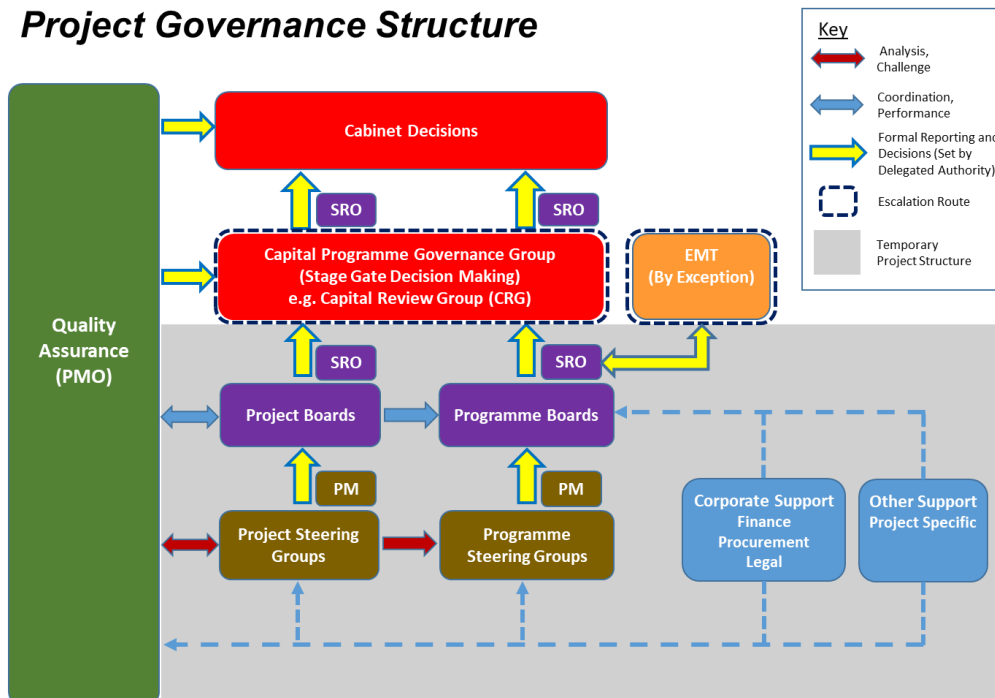 Project Governance Structure
Key
Analysis,
Challenge
Coordination,
Performance
Formal Reporting and
Decisions (Set by
Delegated Authority)
Escalation Route
Temporary
Project Structure
Cabinet Decisions
SRO
SRO
Capital Programme Governance Group
(Stage Gate Decision Making)
e.g. Capital Review Group (CRG)
EMT
(By Exception)
Quality
Assurance
(PMO)
SRO
SRO
Project Boards
Programme Boards
PM
PM
Project Steering
Groups
Programme
Steering Groups
Corporate Support
Finance
Procurement
Legal
Other Support
Project Specific